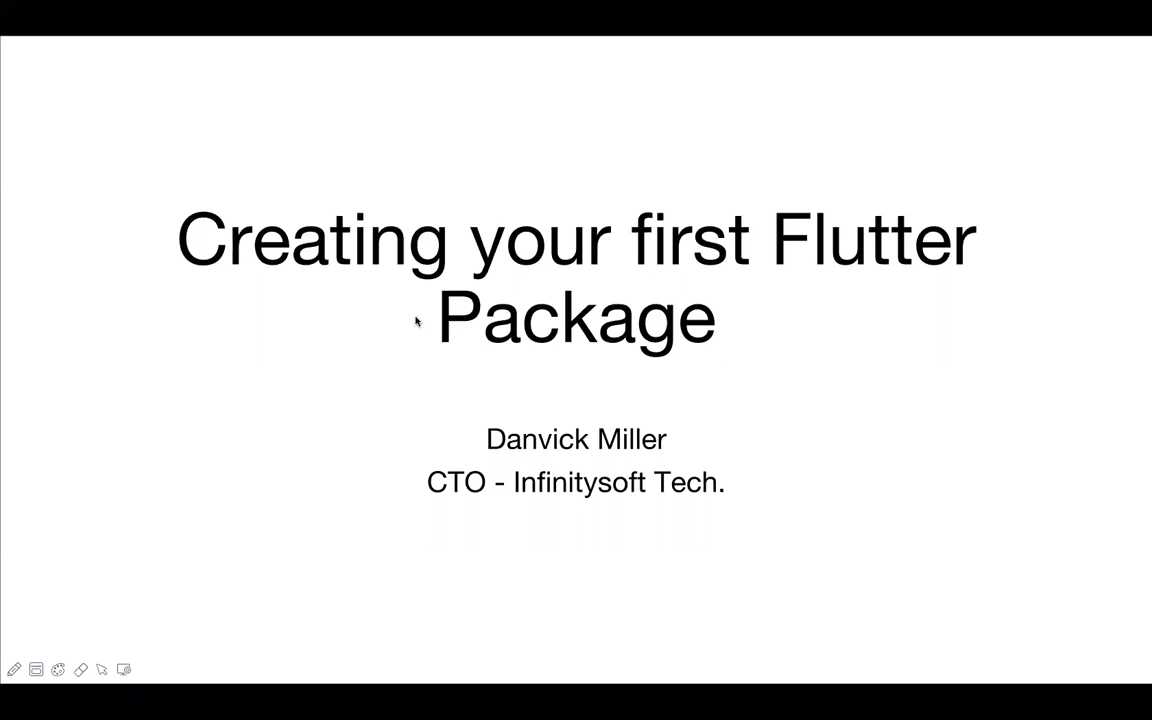 Creating your first Flutter
Package
Danvick Miller
CTO - Infinitysoft Tech.